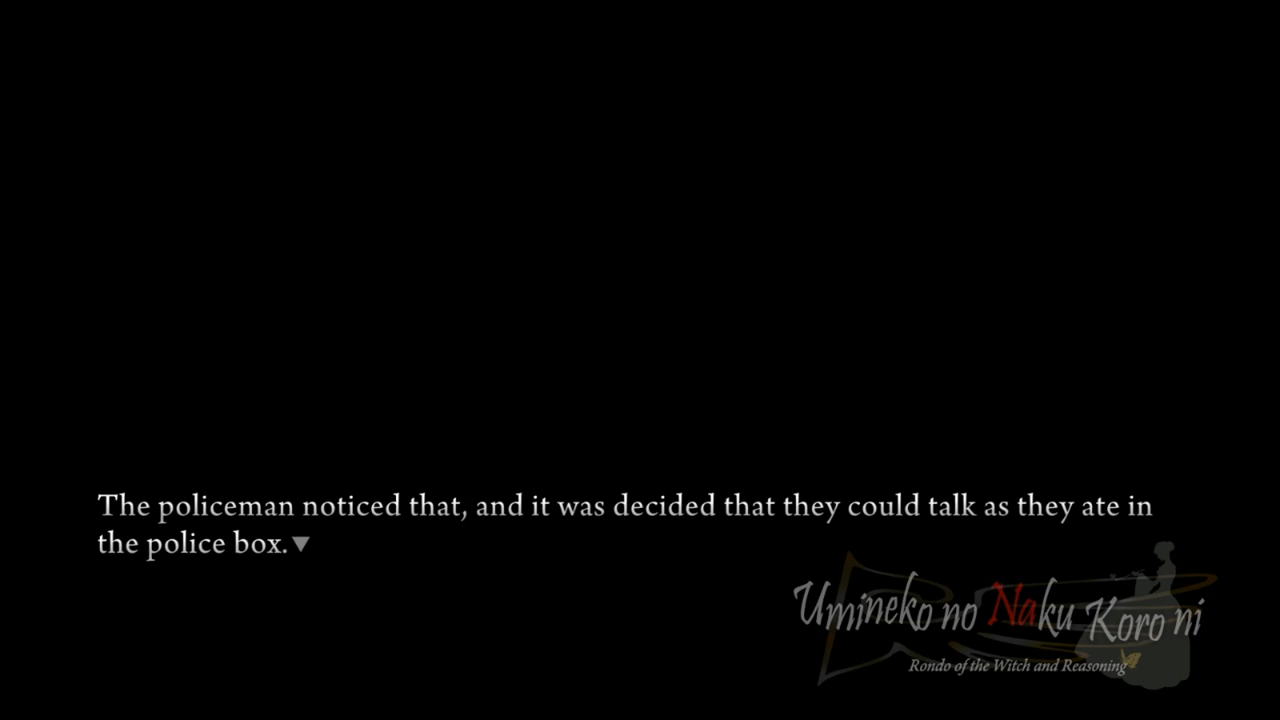 The policeman noticed that, and it was decided that they could talk as they ate in
the police box.
Umineko no Naku Koro ni
Rondo of the Witch and Reasoning